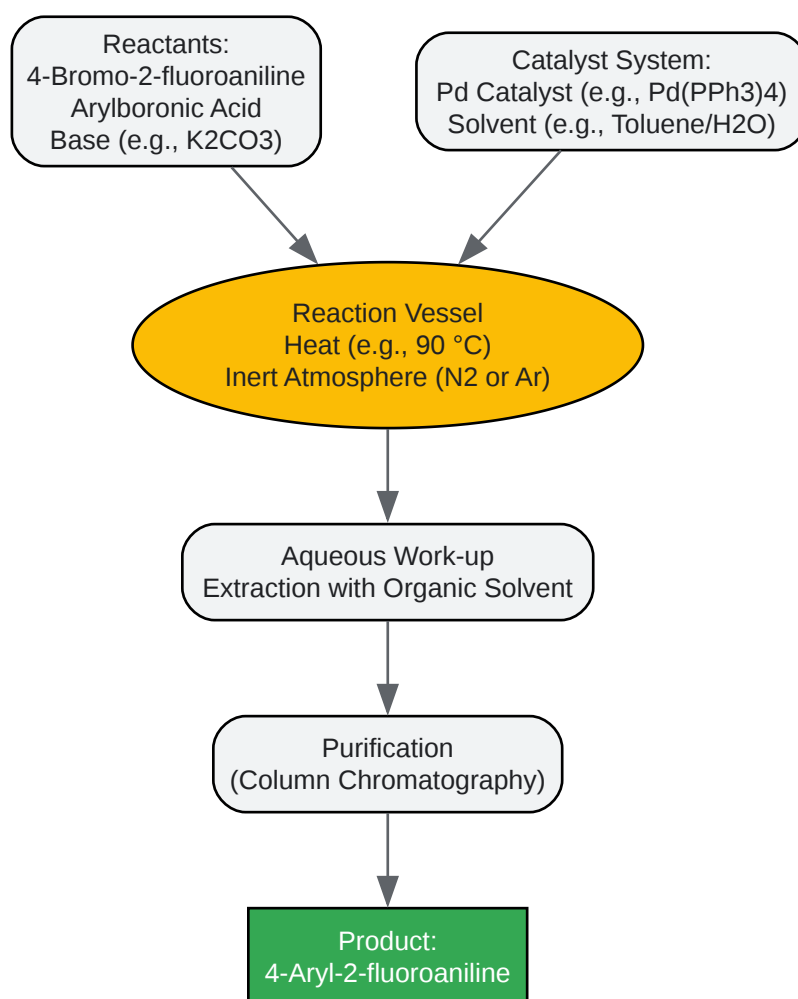 Reactants:
4-Bromo-2-fluoroaniline
Arylboronic Acid
Base (e.g., K2CO3)
Catalyst System:
Pd Catalyst (e.g., Pd(PPh3)4)
Solvent (e.g., Toluene/H2O)
Reaction Vessel
Heat (e.g., 90 °C)
Inert Atmosphere (N2 or Ar)
Aqueous Work-up
Extraction with Organic Solvent
Purification
(Column Chromatography)
Product:
4-Aryl-2-fluoroaniline